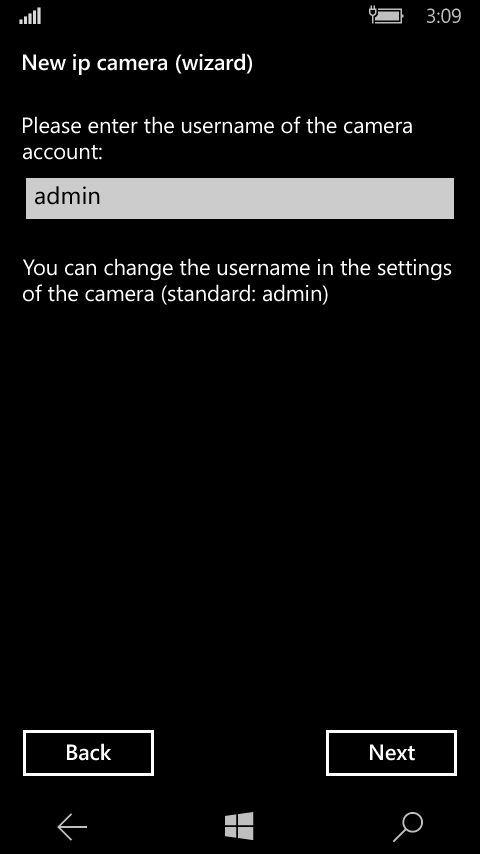 3:09
New ip camera (wizard)
Please enter the username of the camera
account:
admin
You can change the username in the settings
of the camera (standard: admin)
Back
Next